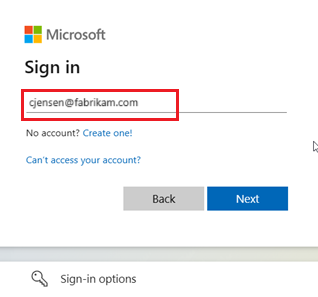 Microsoft
Sign in
cjensen@fabrikam.com
No account? Create one!
Can't access your account?
Back Next
Sign-in options